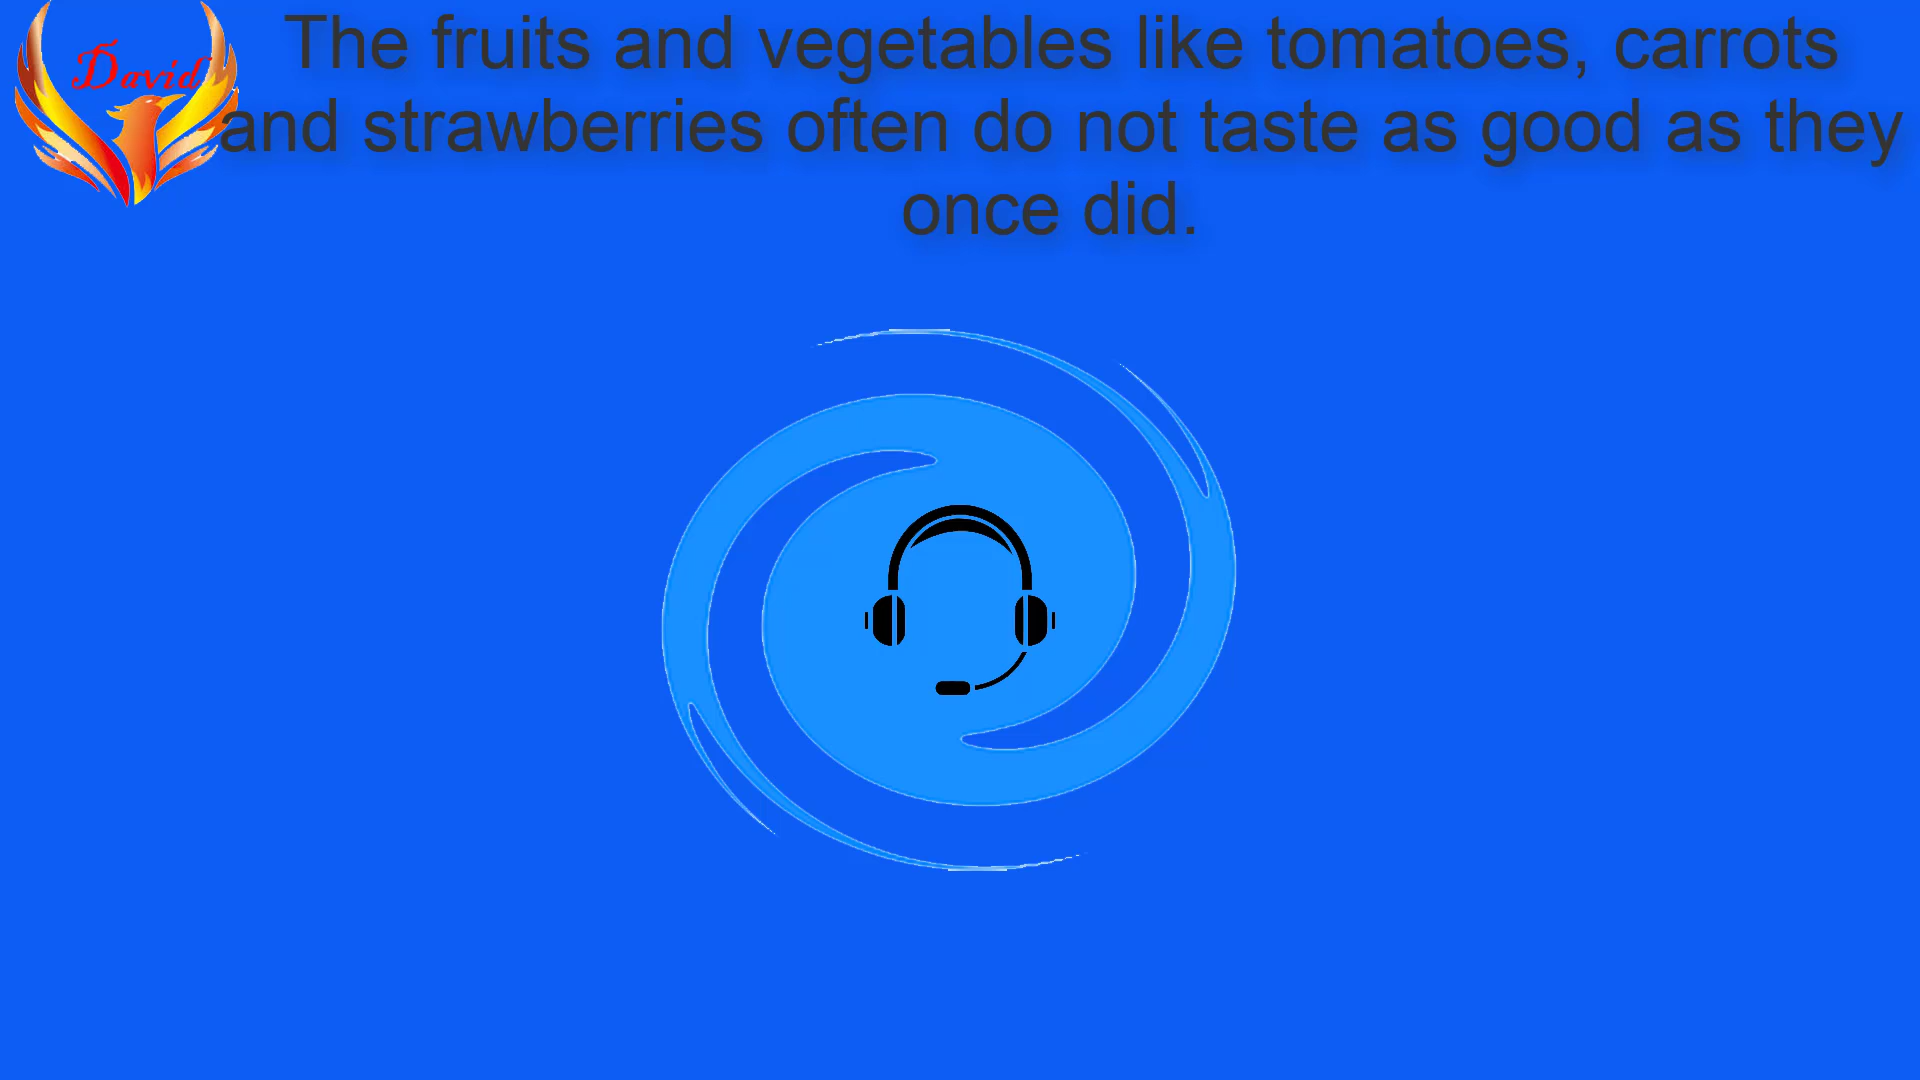 David
The fruits and vegetables like tomatoes, carrots
and strawberries often do not taste as good as they
once did.